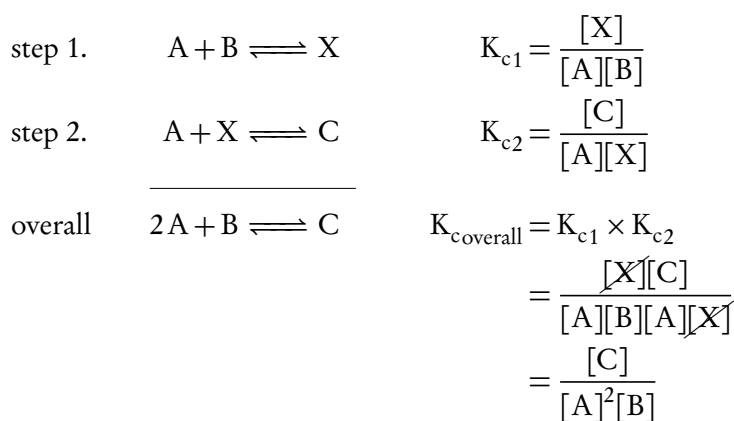 step 1. A + B ⇌ X K_c1 = [X] / [A][B]
step 2. A + X ⇌ C K_c2 = [C] / [A][X]
overall 2A + B ⇌ C K_c overall = K_c1 × K_c2
= [X][C] / [A][B][A][X]
= [C] / [A]²[B]